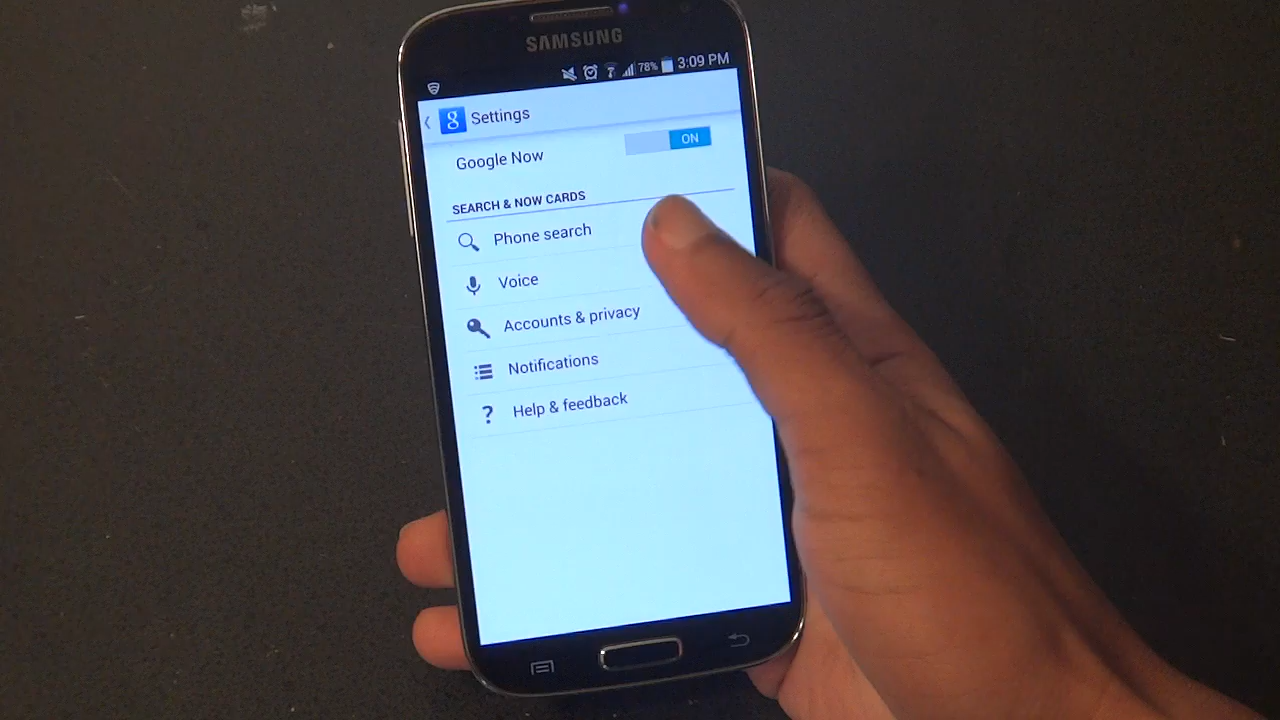 SAMSUNG
78% 3:09 PM
8 Settings
Google Now ON
SEARCH & NOW CARDS
Phone search
Voice
Accounts & privacy
Notifications
? Help & feedback